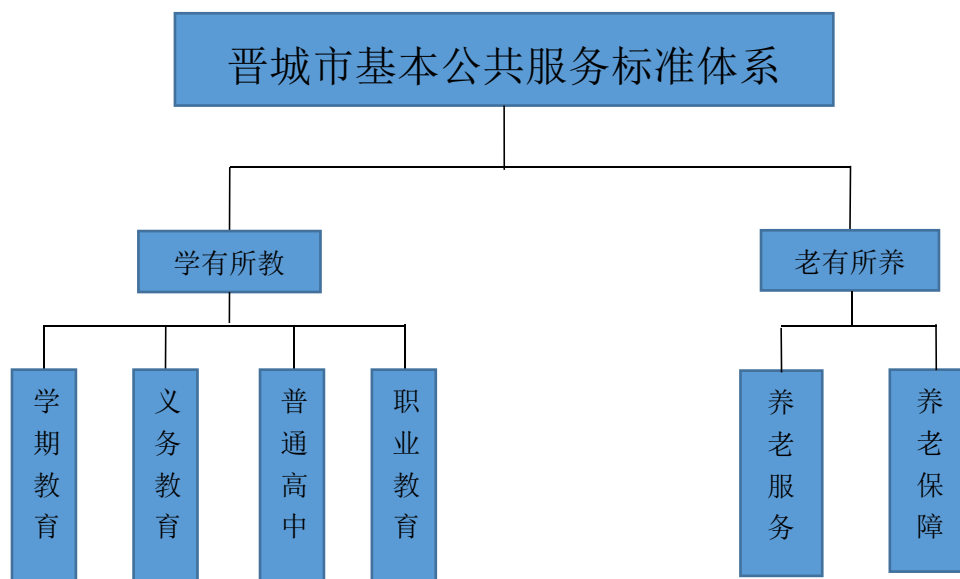 晋城市基本公共服务标准体系
学有所教
老有所养
学期教育
义务教育
普通高中
职业教育
养老服务
养老保障